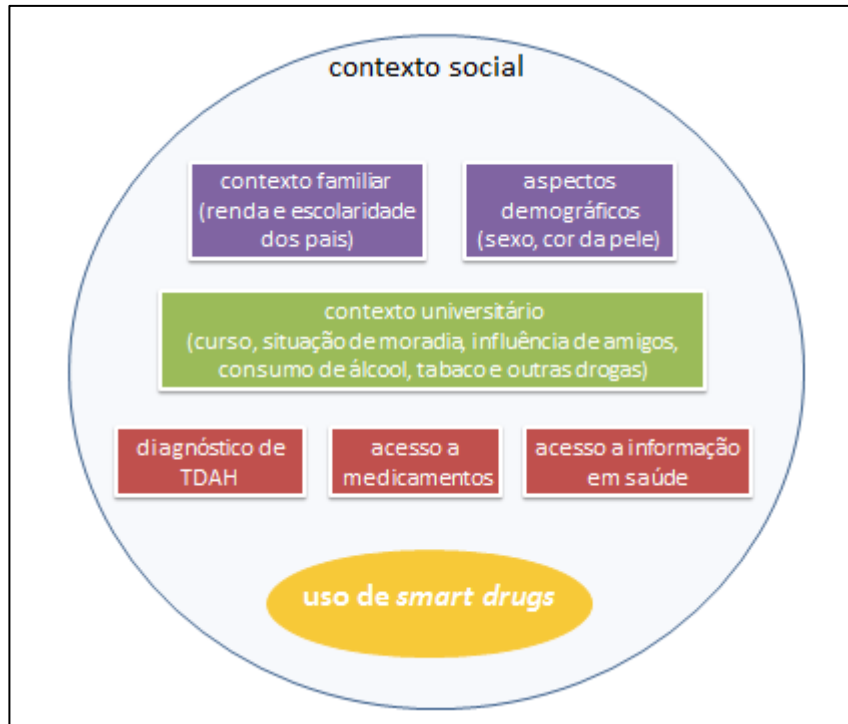 contexto social
contexto familiar
(renda e escolaridade
dos pais)
aspectos
demográficos
(sexo, cor da pele)
contexto universitário
(curso, situação de moradia, influência de amigos,
consumo de álcool, tabaco e outras drogas)
diagnóstico de
TDAH
acesso a
medicamentos
acesso a informação
em saúde
uso de smart drugs